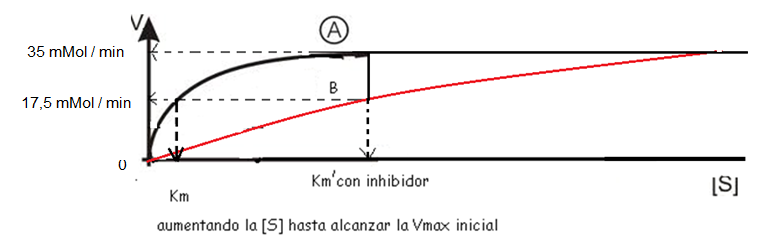 V
A
35 mMol / min
17,5 mMol / min
B
0
Km
Km' con inhibidor
[S]
aumentando la [S] hasta alcanzar la Vmax inicial